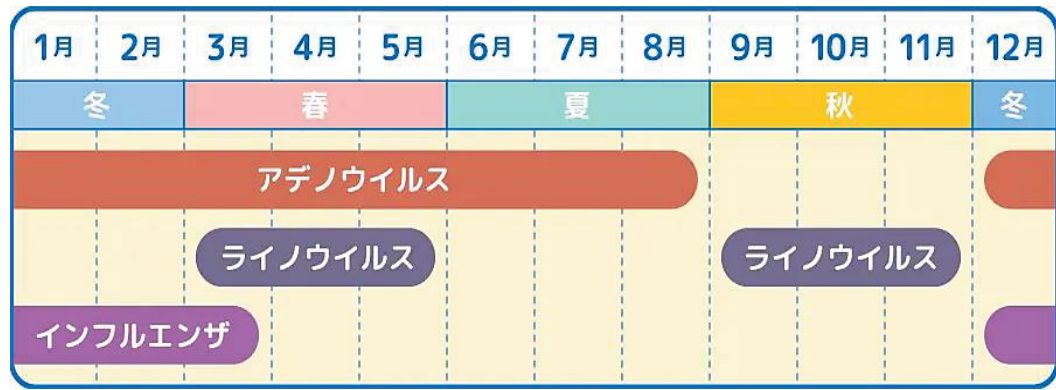 1月 2月 3月 4月 5月 6月 7月 8月 9月 10月 11月 12月
冬 春 夏 秋 冬
アデノウイルス
ライノウイルス ライノウイルス
インフルエンザ